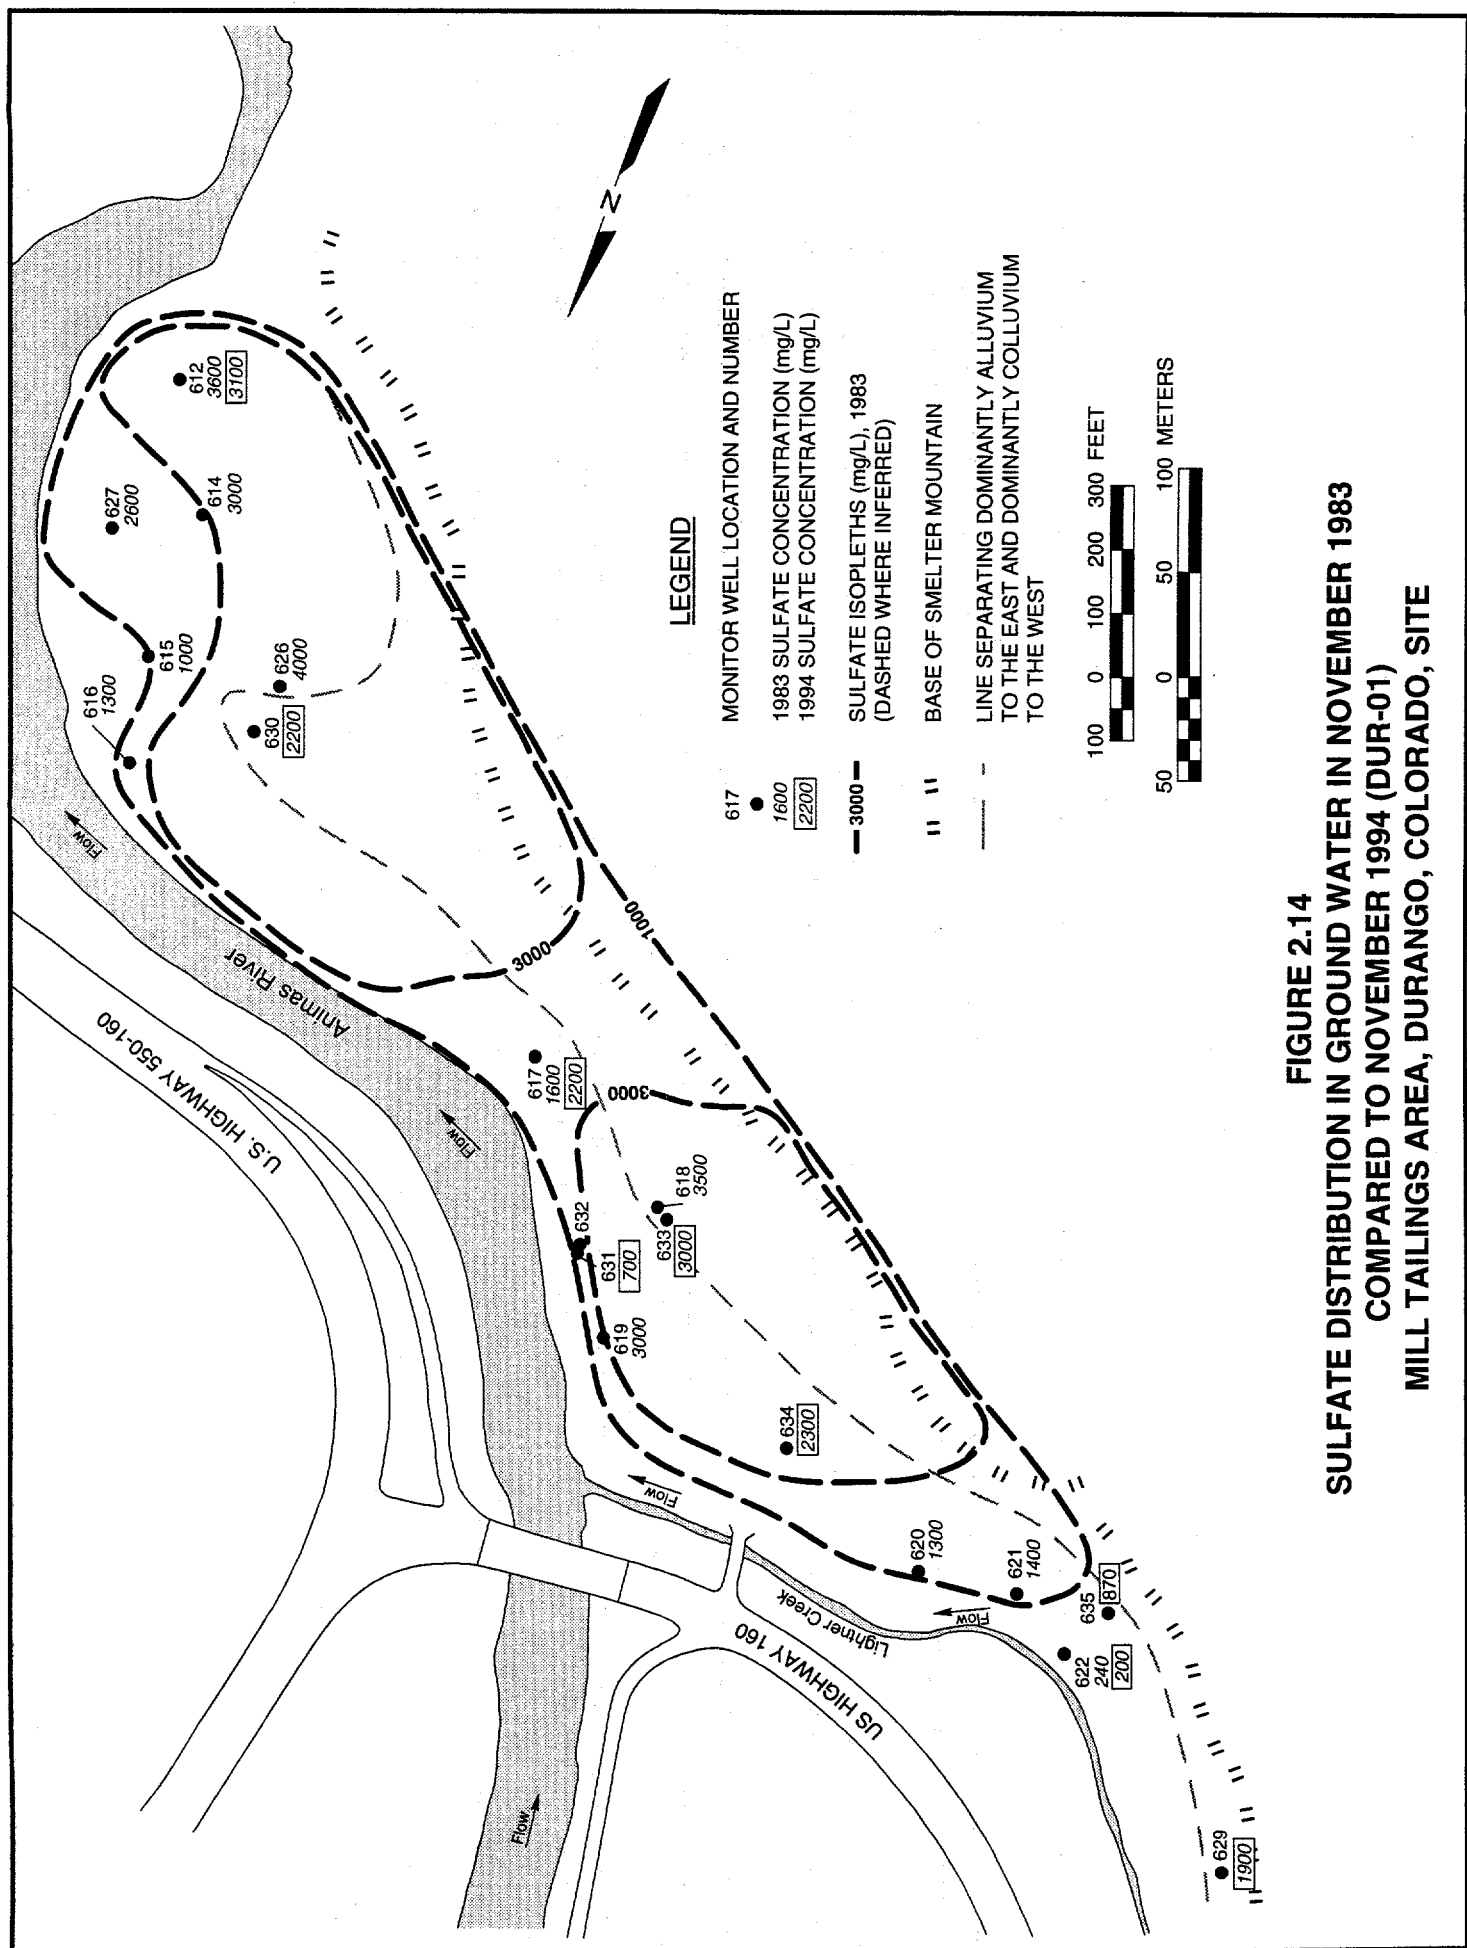 612
3600
3100
627
2600
614
3000
615
1000
616
1300
626
4000
630
2200
Flow
Animas River
U.S. HIGHWAY 550-160
3000
1000
617
1600
2200
Flow
3000
618
3500
633
3000
632
631
700
619
3000
634
2300
Flow
620
1300
621
1400
635
870
622
240
200
Flow
Lightner Creek
US HIGHWAY 160
Flow
629
1900
N
LEGEND
617
1600
2200
MONITOR WELL LOCATION AND NUMBER
1983 SULFATE CONCENTRATION (mg/L)
1994 SULFATE CONCENTRATION (mg/L)
3000
SULFATE ISOPLETHS (mg/L), 1983
(DASHED WHERE INFERRED)
BASE OF SMELTER MOUNTAIN
LINE SEPARATING DOMINANTLY ALLUVIUM
TO THE EAST AND DOMINANTLY COLLUVIUM
TO THE WEST
100 0 100 200 300 FEET
50 0 50 100 METERS
FIGURE 2.14
SULFATE DISTRIBUTION IN GROUND WATER IN NOVEMBER 1983
COMPARED TO NOVEMBER 1994 (DUR-01)
MILL TAILINGS AREA, DURANGO, COLORADO, SITE